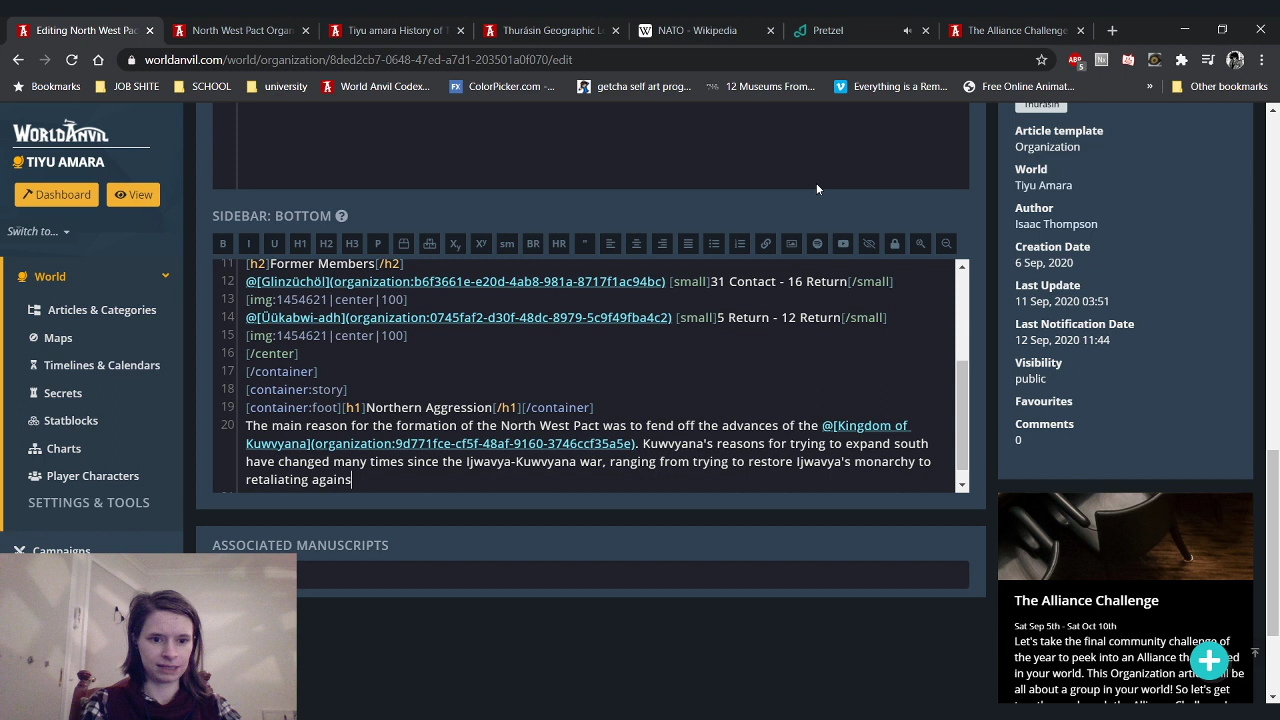 Editing North West Pac
North West Pact Organ
Tiyu amara History of T
Thurásin Geographic L
NATO - Wikipedia
Pretzel
The Alliance Challenge
worldanvil.com/world/organization/8ded2cb7-0648-47ed-a7d1-203501a0f070/edit
Bookmarks
JOB SHITE
SCHOOL
university
World Anvil Codex...
ColorPicker.com -...
getcha self art prog...
12 Museums From...
Everything is a Rem...
Free Online Animat...
»
Other bookmarks
WORLDANVIL
TIYU AMARA
Dashboard
View
Switch to...
World
Articles & Categories
Maps
Timelines & Calendars
Secrets
Statblocks
Charts
Player Characters
SETTINGS & TOOLS
Campaigns
SIDEBAR: BOTTOM
B I U H1 H2 H3 P Xy XY sm BR HR "
11 [h2]Former Members[/h2]
12 @[Glinzüchöl](organization:b6f3661e-e20d-4ab8-981a-8717f1ac94bc) [small]31 Contact - 16 Return[/small]
13 [img:1454621|center|100]
14 @[Üükabwi-adh](organization:0745faf2-d30f-48dc-8979-5c9f49fba4c2) [small]5 Return - 12 Return[/small]
15 [img:1454621|center|100]
16 [/center]
17 [/container]
18 [container:story]
19 [container:foot][h1]Northern Aggression[/h1][/container]
20 The main reason for the formation of the North West Pact was to fend off the advances of the @[Kingdom of
Kuwvyana](organization:9d771fce-cf5f-48af-9160-3746ccf35a5e). Kuwvyana's reasons for trying to expand south
have changed many times since the Ijwavya-Kuwvyana war, ranging from trying to restore Ijwavya's monarchy to
retaliating agains
ASSOCIATED MANUSCRIPTS
Thurásin
Article template
Organization
World
Tiyu Amara
Author
Isaac Thompson
Creation Date
6 Sep, 2020
Last Update
11 Sep, 2020 03:51
Last Notification Date
12 Sep, 2020 11:44
Visibility
public
Favourites
Comments
0
The Alliance Challenge
Sat Sep 5th - Sat Oct 10th
Let's take the final community challenge of
the year to peek into an Alliance
in your world. This Organization
all about a group in your world! So let's get